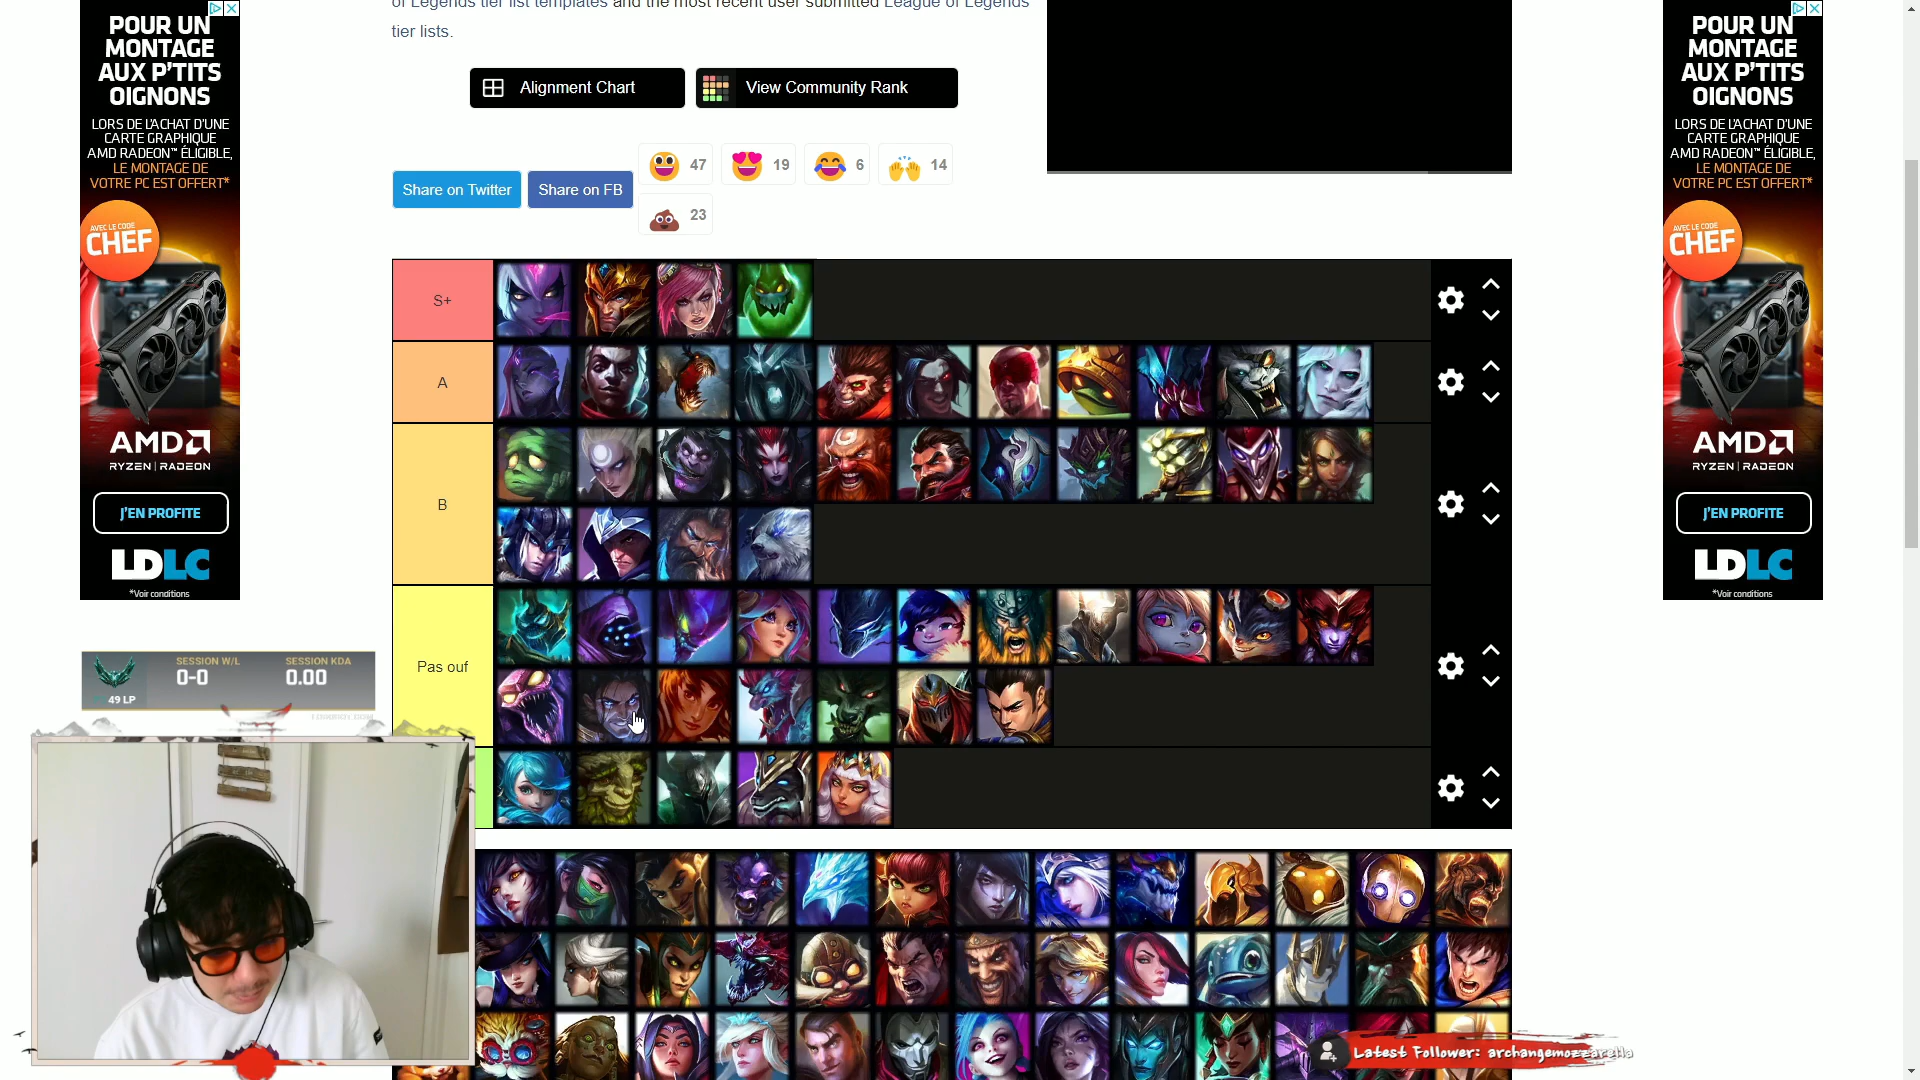 of Legends tier list templates and the most recent user submitted League of Legends
tier lists.
Alignment Chart
View Community Rank
Share on Twitter
Share on FB
47
19
6
14
23
POUR UN
MONTAGE
AUX P'TITS
OIGNONS
LORS DE L'ACHAT D'UNE
CARTE GRAPHIQUE
AMD RADEON™ ÉLIGIBLE,
LE MONTAGE DE
VOTRE PC EST OFFERT*
AVEC LE CODE
CHEF
AMD
RYZEN | RADEON
J'EN PROFITE
LDLC
*Voir conditions
S+
A
B
Pas ouf
SESSION W/L
0-0
SESSION KDA
0.00
49 LP
POUR UN
MONTAGE
AUX P'TITS
OIGNONS
LORS DE L'ACHAT D'UNE
CARTE GRAPHIQUE
AMD RADEON™ ÉLIGIBLE,
LE MONTAGE DE
VOTRE PC EST OFFERT*
AVEC LE CODE
CHEF
AMD
RYZEN | RADEON
J'EN PROFITE
LDLC
*Voir conditions
Latest Follower: archangemozzarella